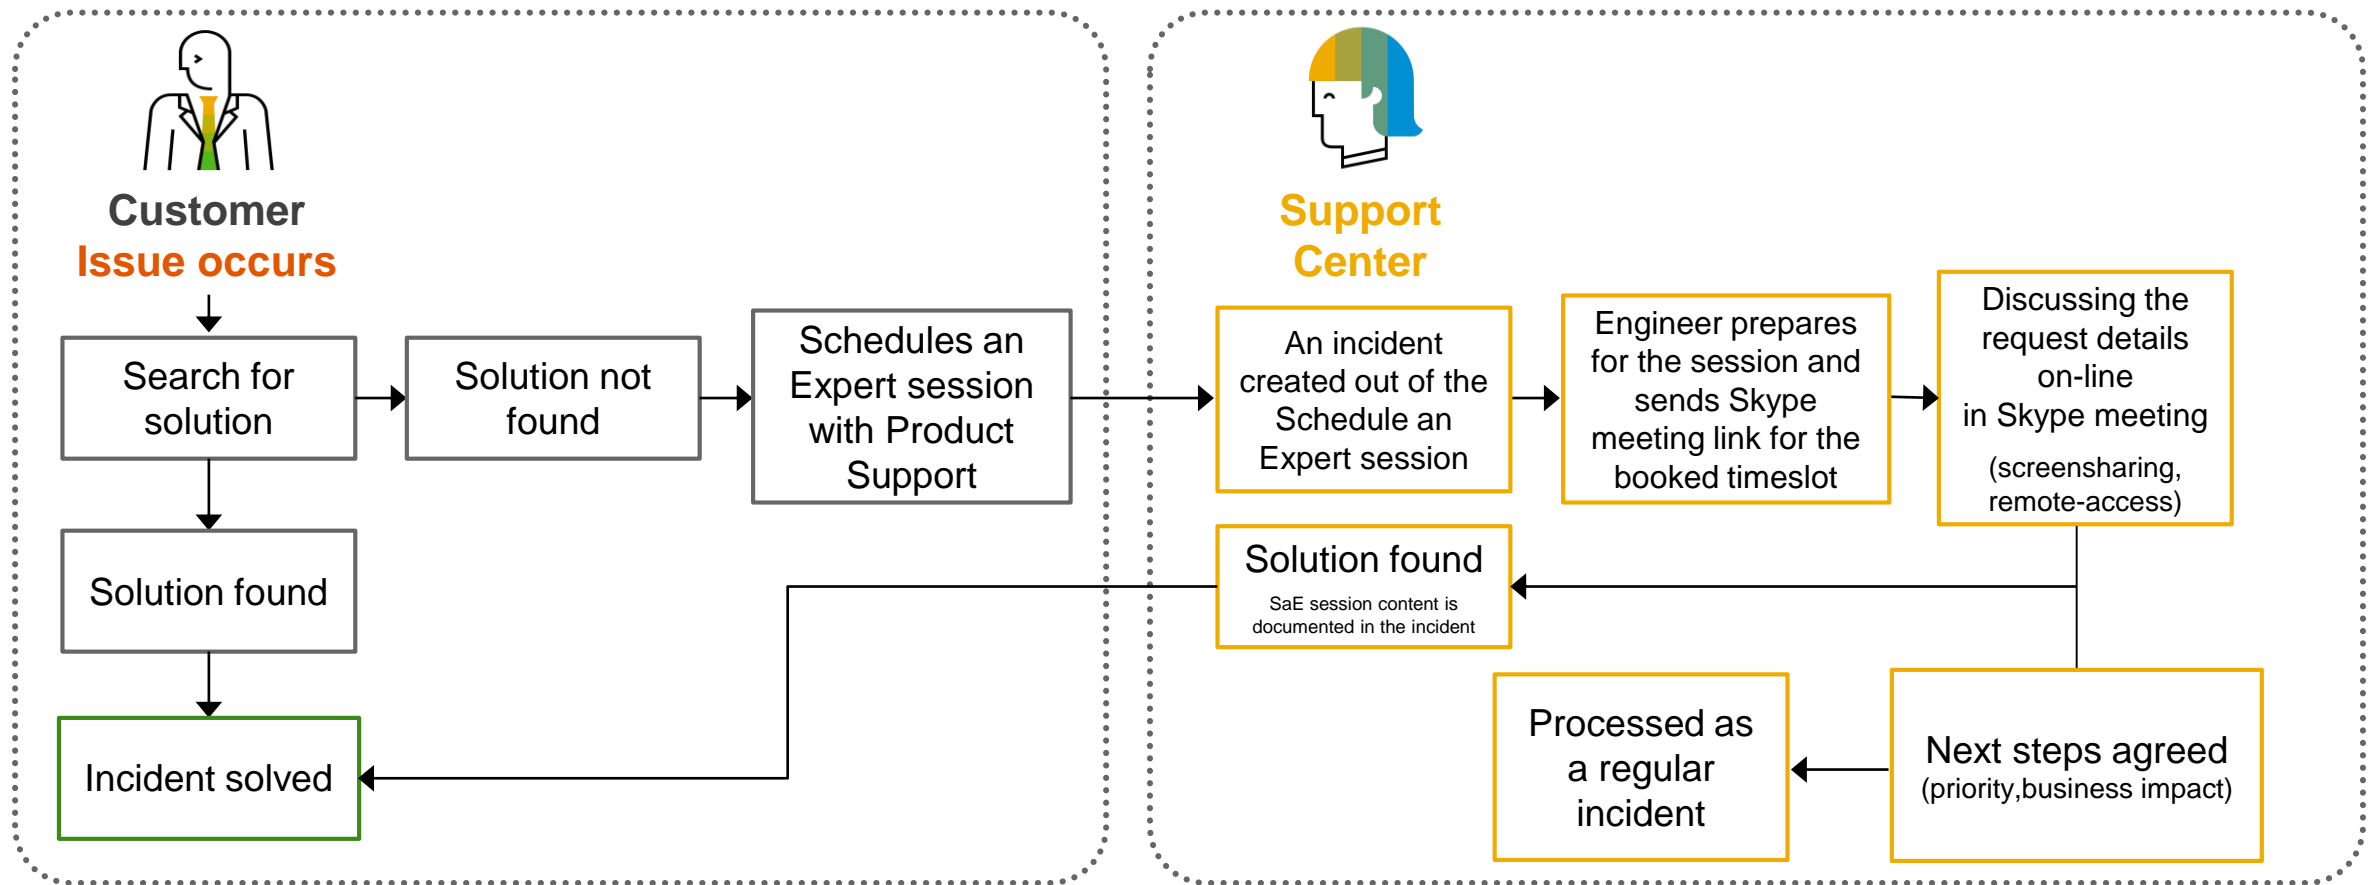 Customer
Issue occurs
Search for
solution
Solution not
found
Schedules an
Expert session
with Product
Support
Solution found
Incident solved
Support
Center
An incident
created out of the
Schedule an
Expert session
Engineer prepares
for the session and
sends Skype
meeting link for the
booked timeslot
Discussing the
request details
on-line
in Skype meeting
(screensharing,
remote-access)
Solution found
SaE session content is
documented in the incident
Processed as
a regular
incident
Next steps agreed
(priority,business impact)